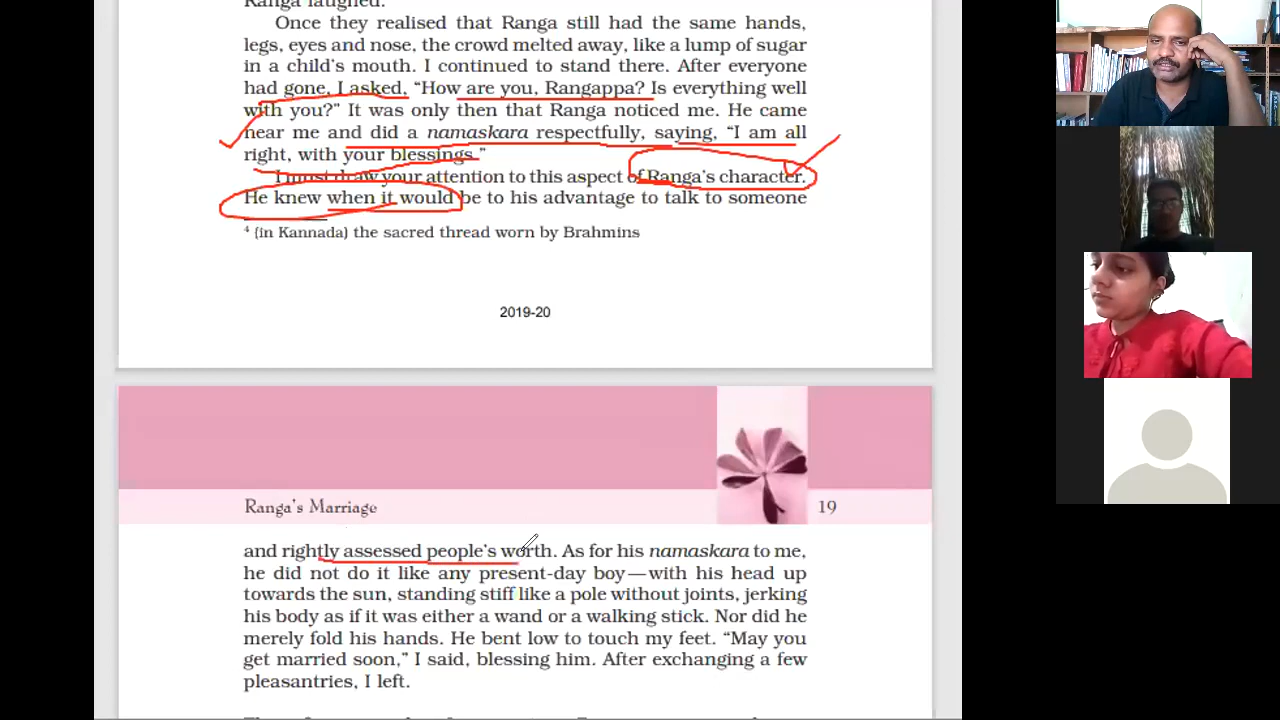 Ranga laughed.
Once they realised that Ranga still had the same hands,
legs, eyes and nose, the crowd melted away, like a lump of sugar
in a child's mouth. I continued to stand there. After everyone
had gone, I asked, “How are you, Rangappa? Is everything well
with you?” It was only then that Ranga noticed me. He came
near me and did a namaskara respectfully, saying, “I am all
right, with your blessings.”
I must draw your attention to this aspect of Ranga's character.
He knew when it would be to his advantage to talk to someone
4 {in Kannada} the sacred thread worn by Brahmins
2019-20
Ranga's Marriage 19
and rightly assessed people's worth. As for his namaskara to me,
he did not do it like any present-day boy—with his head up
towards the sun, standing stiff like a pole without joints, jerking
his body as if it was either a wand or a walking stick. Nor did he
merely fold his hands. He bent low to touch my feet. “May you
get married soon,” I said, blessing him. After exchanging a few
pleasantries, I left.